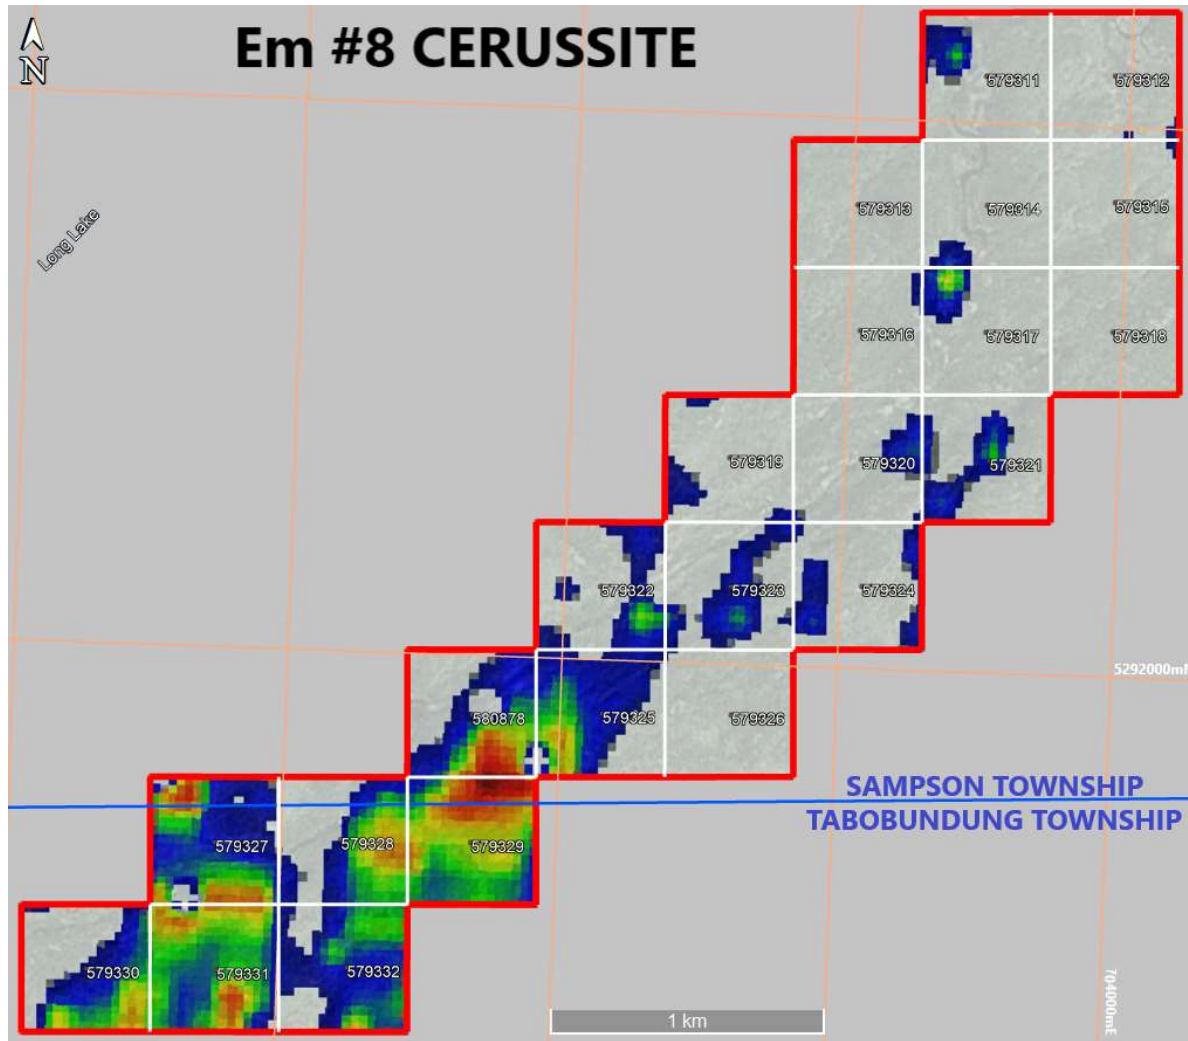 Em #8 CERUSSITE
N
579311
579312
Long Lake
579313
579314
579315
579316
579317
579318
579319
579320
579321
579322
579323
579324
5292000mN
580878
579325
579326
SAMPSON TOWNSHIP
TABOBUNDUNG TOWNSHIP
579327
579328
579329
579330
579331
579332
704000mE
1 km